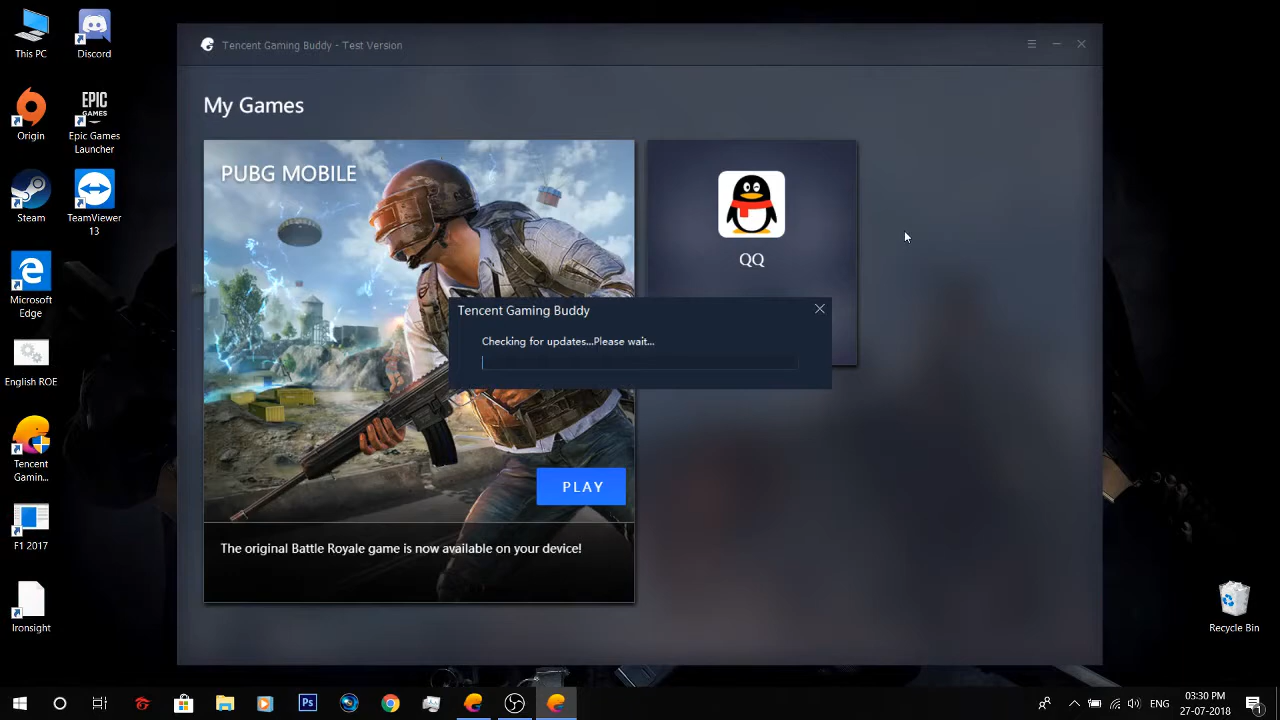 This PC
Discord
Origin
EPIC
GAMES
Epic Games
Launcher
Steam
TeamViewer
13
Microsoft
Edge
English ROE
Tencent
Gamin...
F1 2017
Ironsight
Tencent Gaming Buddy - Test Version
My Games
PUBG MOBILE
QQ
Tencent Gaming Buddy
Checking for updates...Please wait...
PLAY
The original Battle Royale game is now available on your device!
Recycle Bin
Ps
ENG
03:30 PM
27-07-2018
1